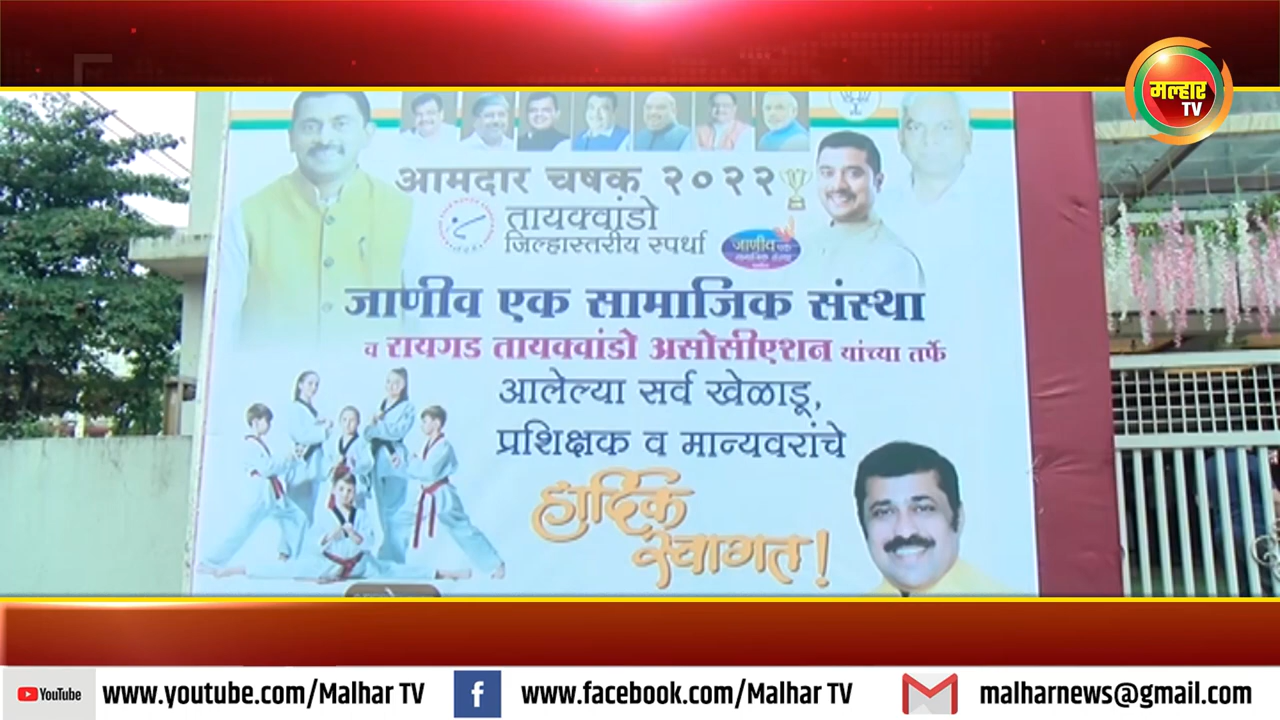 मल्हार
TV
आमदार चषक २०२२
तायक्वांडो
जिल्हास्तरीय स्पर्धा
जाणीव एक
सामाजिक संस्था
जाणीव एक सामाजिक संस्था
व रायगड तायक्वांडो असोसीएशन यांच्या तर्फे
आलेल्या सर्व खेळाडू,
प्रशिक्षक व मान्यवरांचे
हार्दिक
स्वागत!
YouTube www.youtube.com/Malhar TV www.facebook.com/Malhar TV malharnews@gmail.com